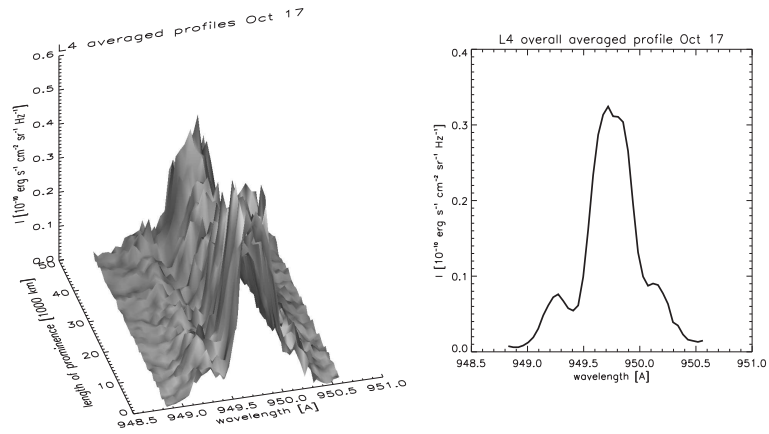 L4 averaged profiles Oct 17
0.6
0.5
0.4
0.3
0.2
0.1
0.0
I [10⁻¹⁰ erg s⁻¹ cm⁻² sr⁻¹ Hz⁻¹]
50
40
30
20
10
0
length of prominence [1000 km]
948.5 949.0 949.5 950.0 950.5 951.0
wavelength [A]
L4 overall averaged profile Oct 17
0.4
0.3
0.2
0.1
0.0
I [10⁻¹⁰ erg s⁻¹ cm⁻² sr⁻¹ Hz⁻¹]
948.5 949.0 949.5 950.0 950.5 951.0
wavelength [A]